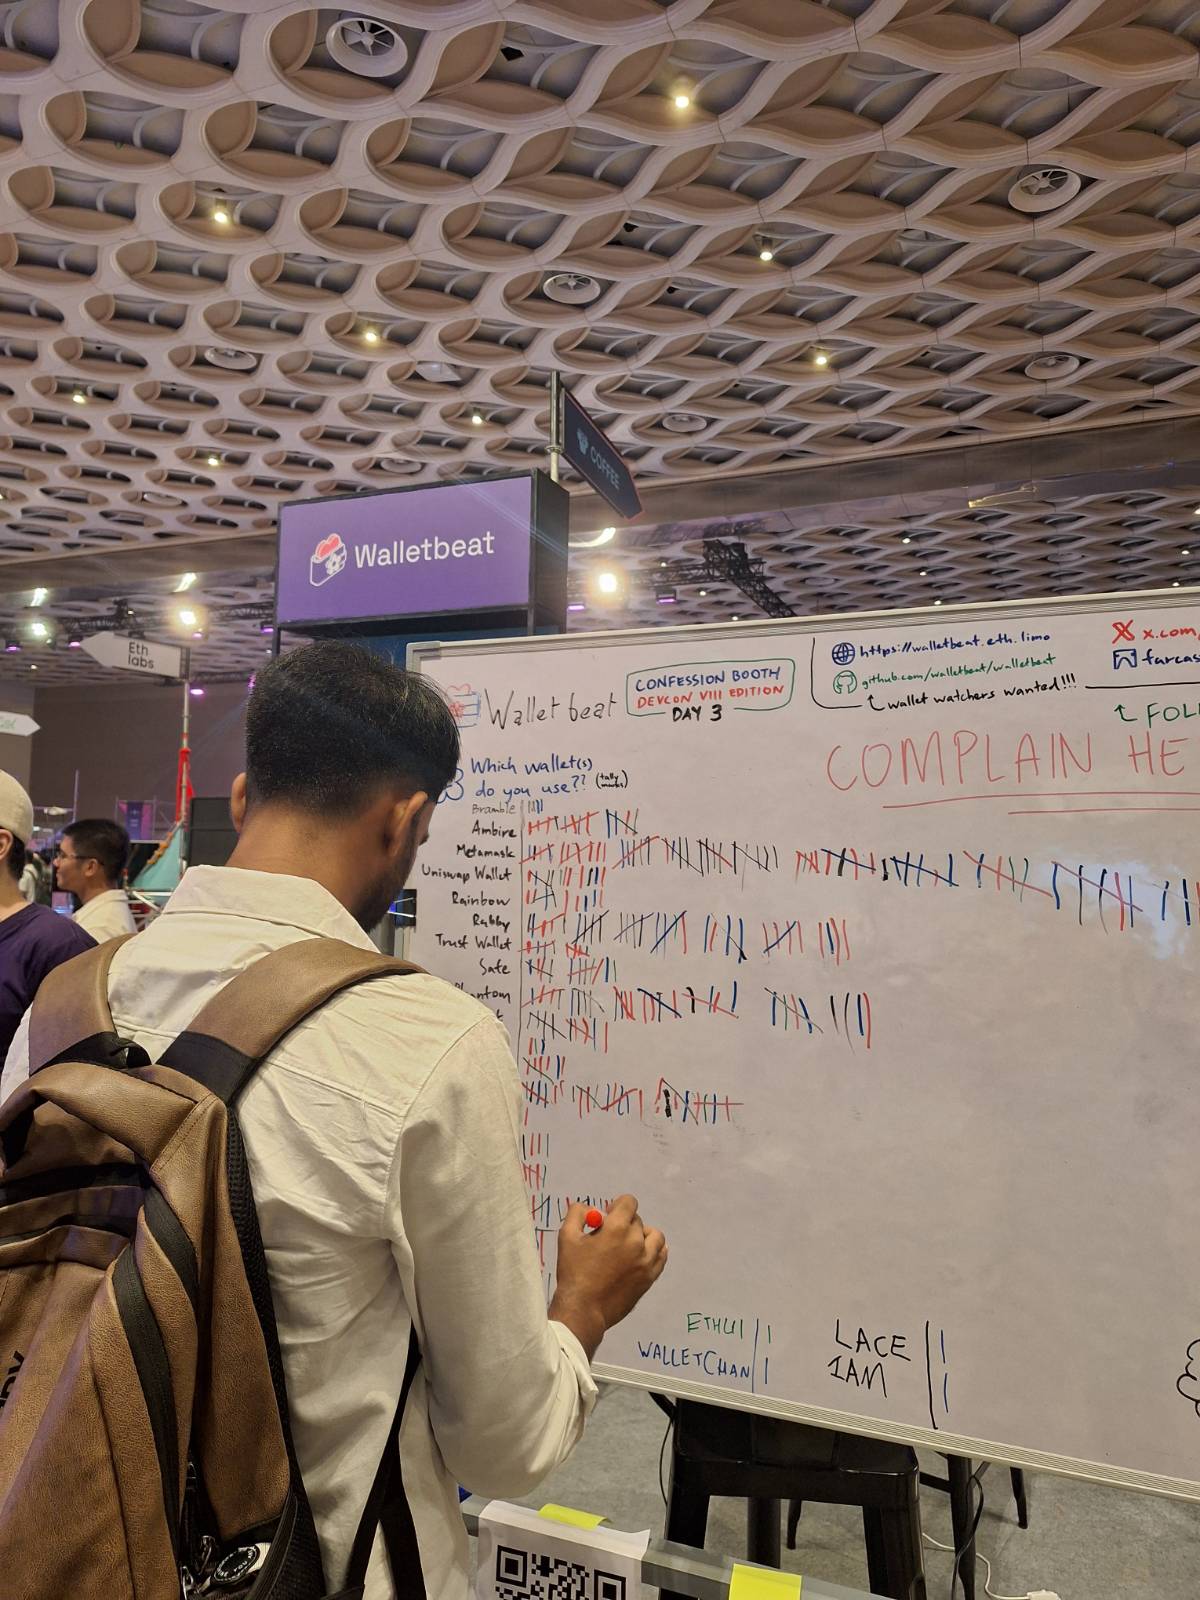 COFFEE
Walletbeat
Eth
labs
Wallet beat
CONFESSION BOOTH
DEVCON VIII EDITION
DAY 3
https://walletbeat.eth.limo
github.com/walletbeat/walletbeat
wallet watchers wanted!!!
x.com/
farcas
FOLL
COMPLAIN HE
Which wallet(s)
do you use??
(tally
marks)
Bramble
Ambire
Metamask
Uniswap Wallet
Rainbow
Rabby
Trust Wallet
Safe
Phantom
ETHUI
WALLETCHAN
LACE
IAM